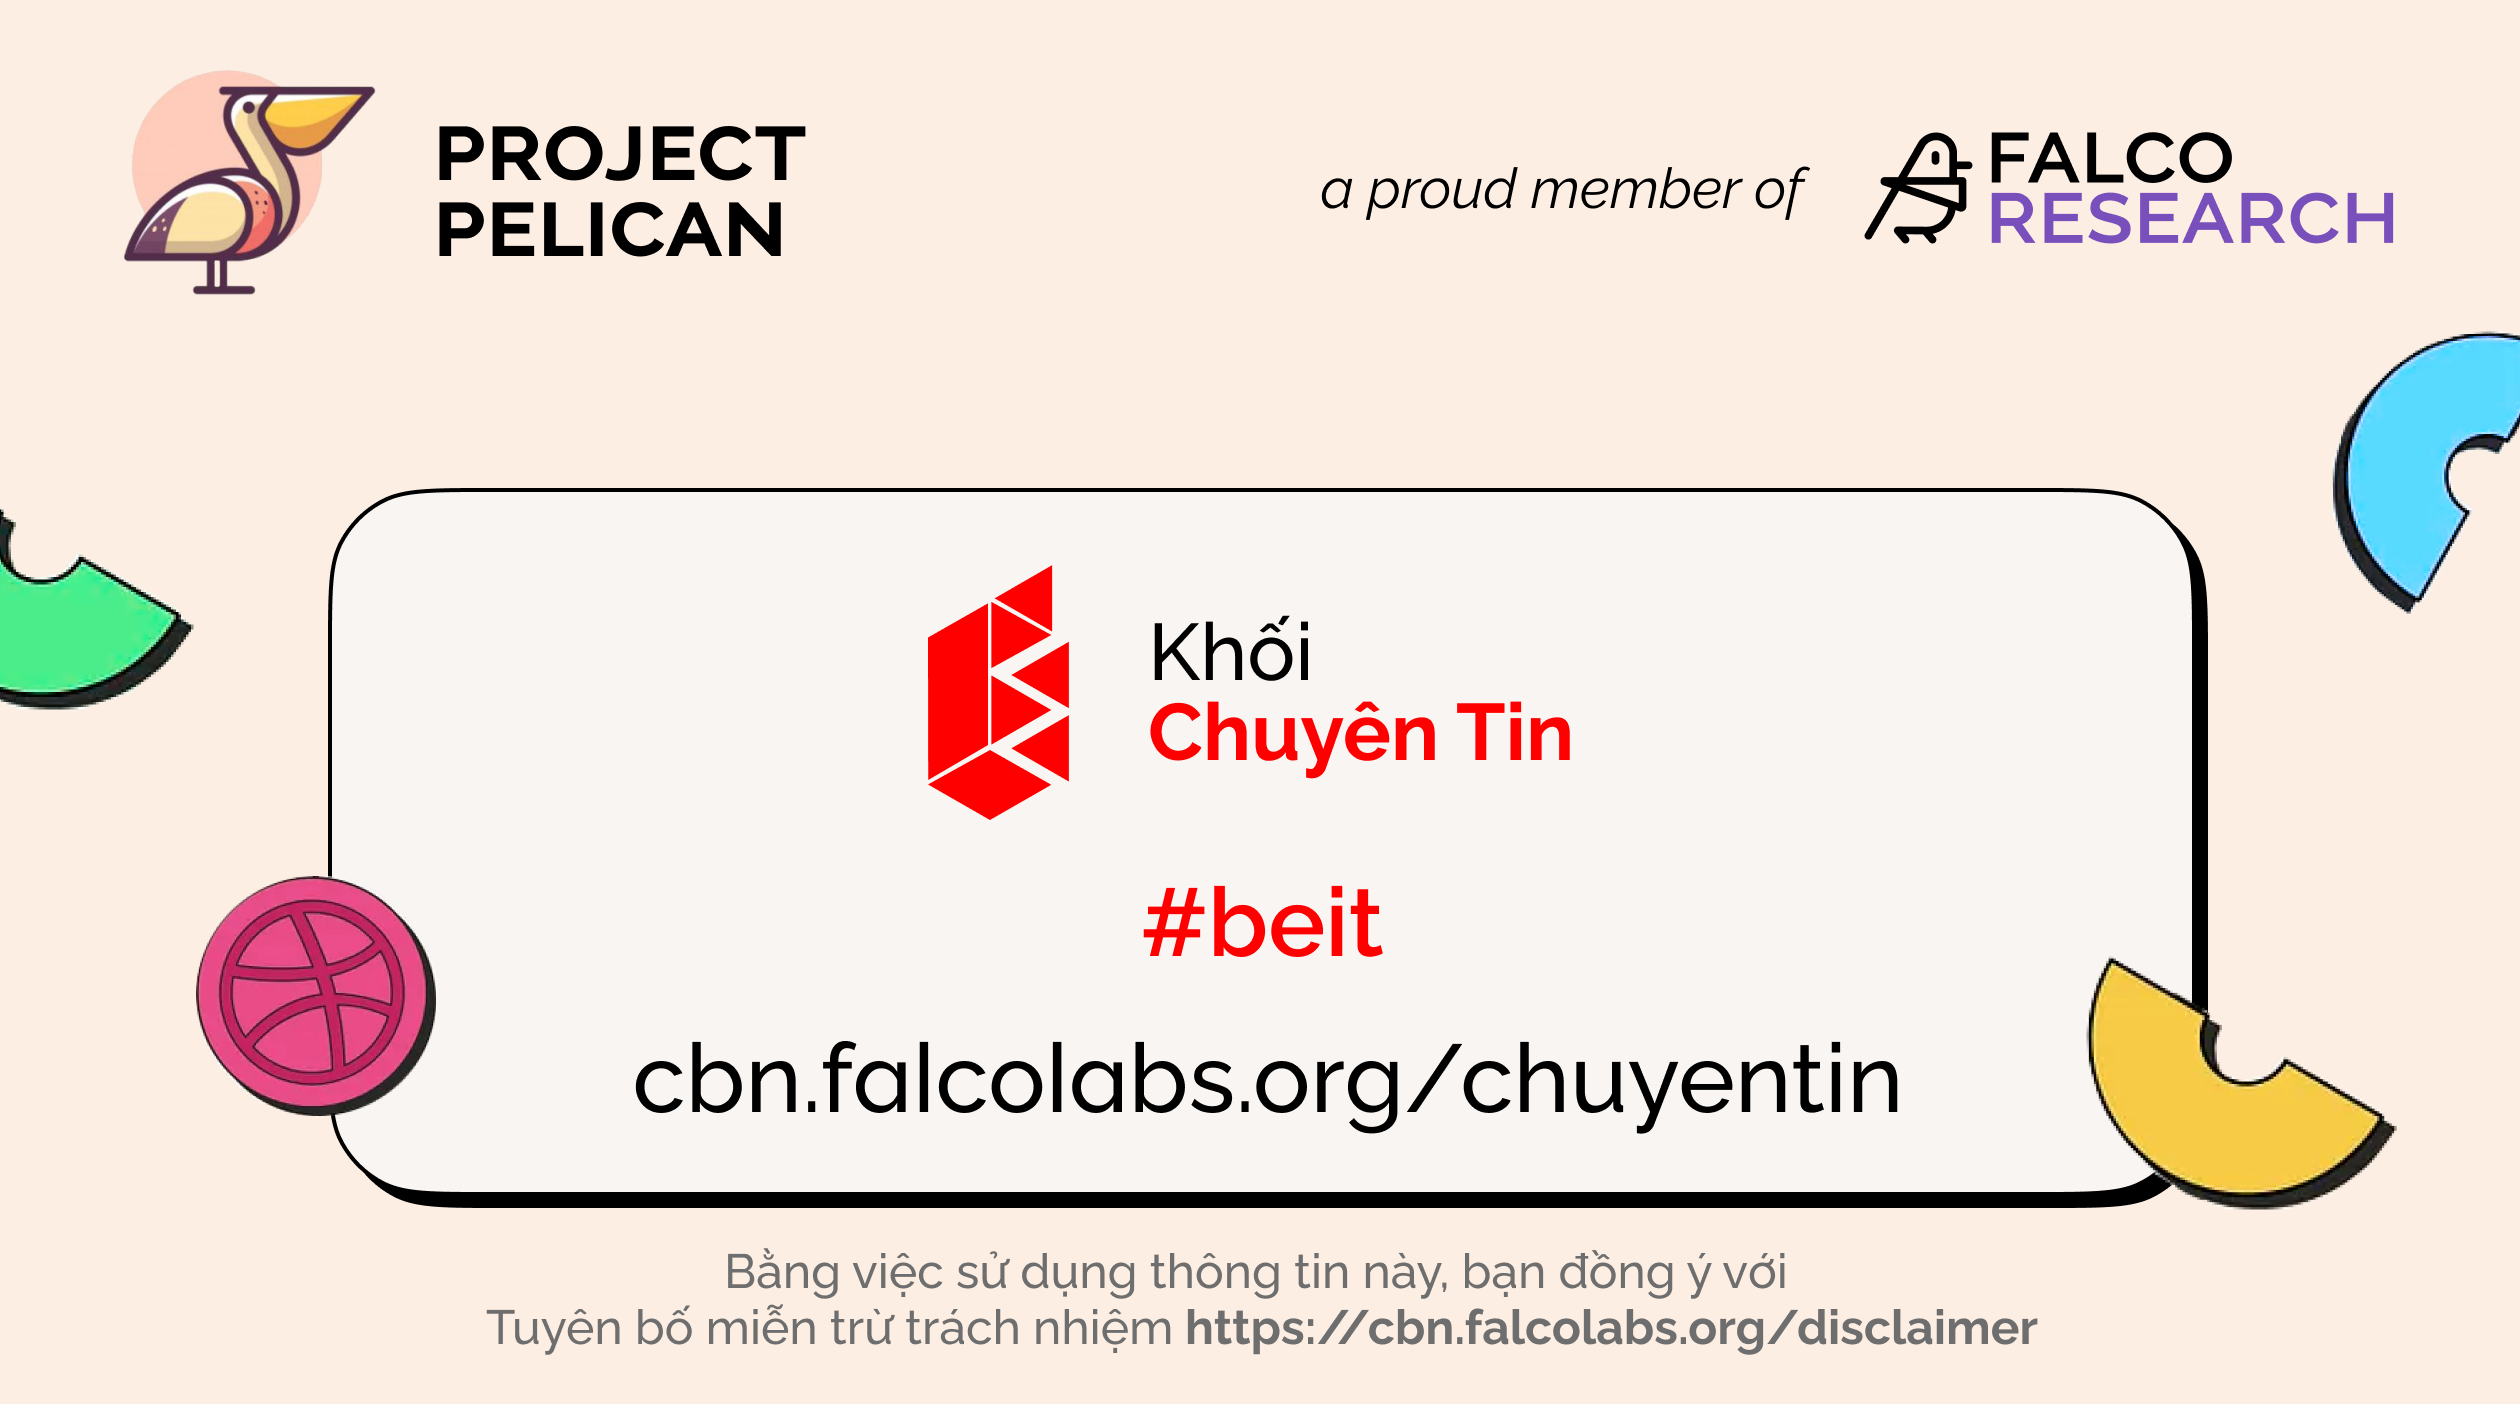 PROJECT
PELICAN
a proud member of
FALCO
RESEARCH
Khối
Chuyên Tin
#beit
cbn.falcolabs.org/chuyentin
Bằng việc sử dụng thông tin này, bạn đồng ý với
Tuyên bố miễn trừ trách nhiệm https://cbn.falcolabs.org/disclaimer